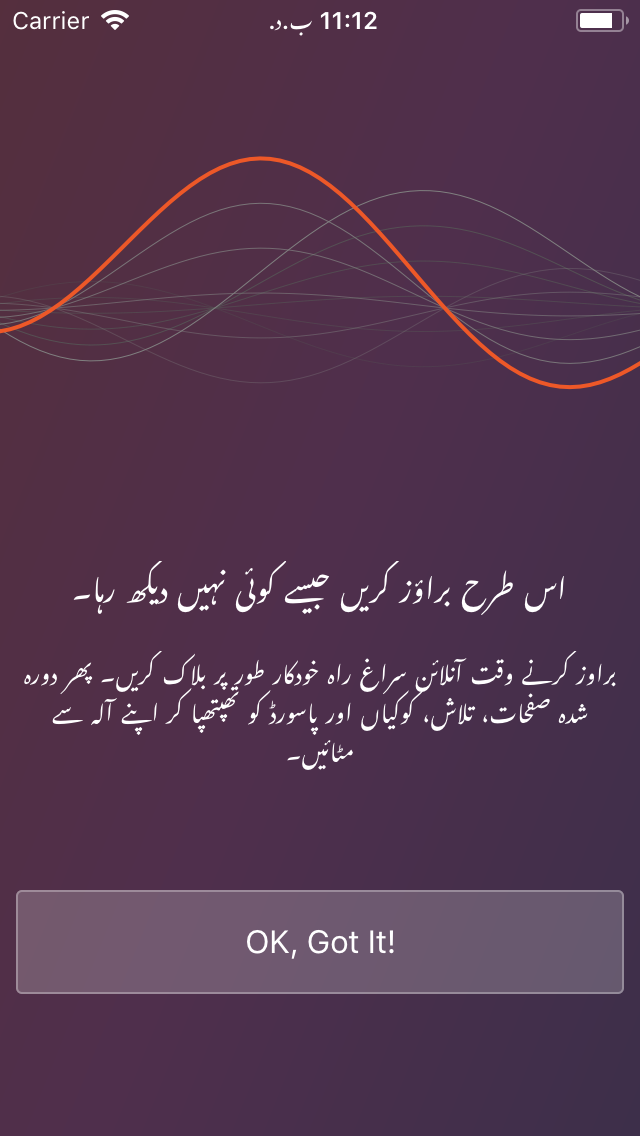 Carrier
11:12 ب.د.
اس طرح براؤز کریں جیسے کوئی نہیں دیکھ رہا۔
براوز کرنے وقت آنلائن سراغ راہ خودکار طور پر بلاک کریں۔ پھر دورہ
شدہ صفحات، تلاش، کوکیاں اور پاسورڈ کو تھپتھپا کر اپنے آلہ سے
مٹائیں۔
OK, Got It!